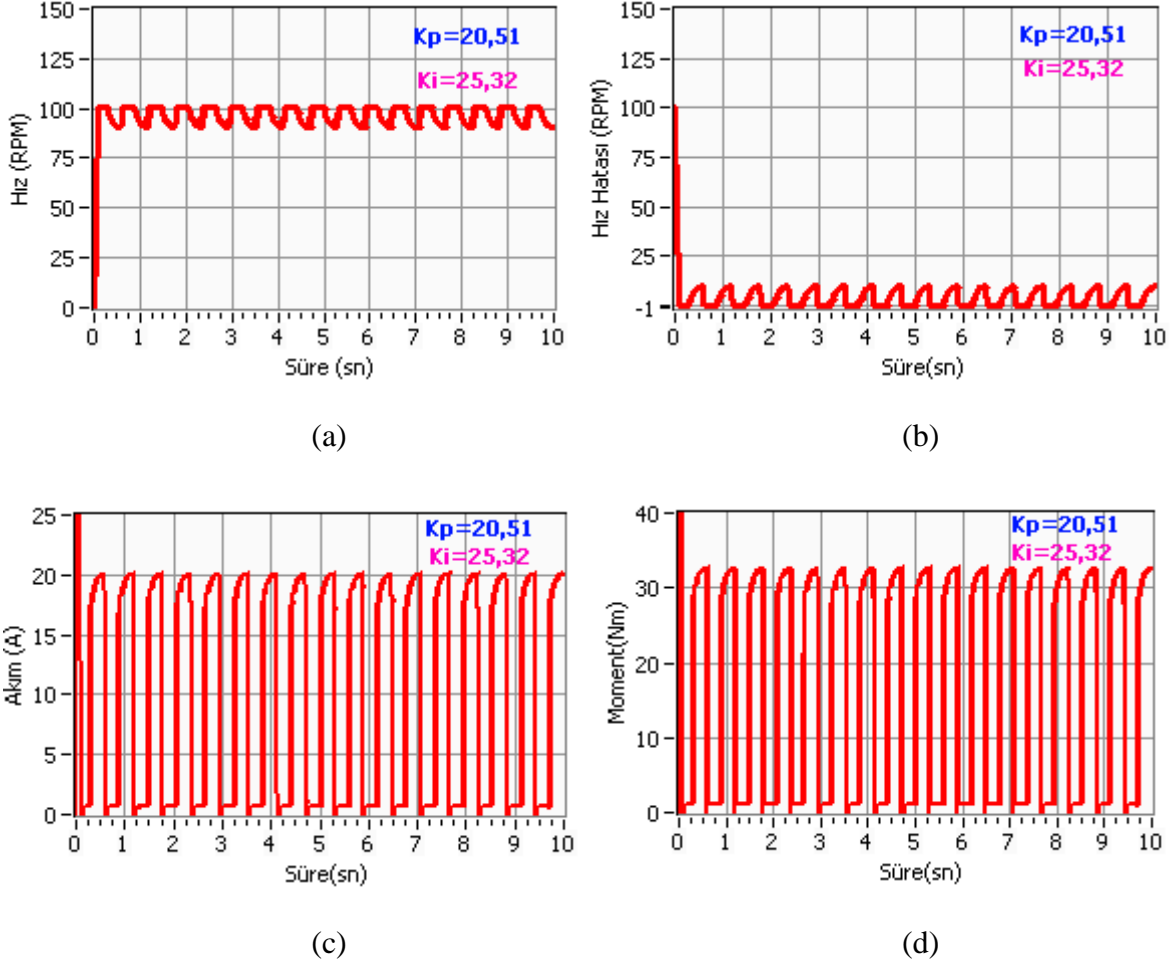 150
125
100
75
50
25
0
Hız (RPM)
Kp=20,51
Ki=25,32
0 1 2 3 4 5 6 7 8 9 10
Süre (sn)
(a)
150
125
100
75
50
25
-1
Hız Hatası (RPM)
Kp=20,51
Ki=25,32
0 1 2 3 4 5 6 7 8 9 10
Süre(sn)
(b)
25
20
15
10
5
0
Akım (A)
Kp=20,51
Ki=25,32
0 1 2 3 4 5 6 7 8 9 10
Süre(sn)
(c)
40
30
20
10
0
Moment(Nm)
Kp=20,51
Ki=25,32
0 1 2 3 4 5 6 7 8 9 10
Süre(sn)
(d)